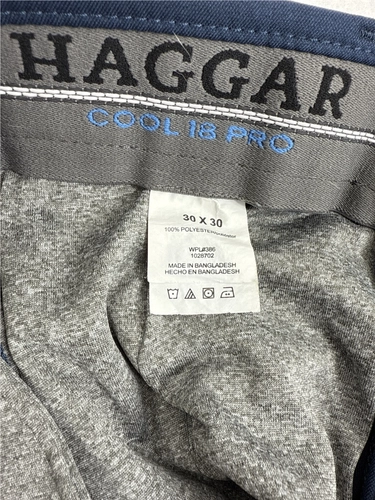 HAGGAR
COOL 18 PRO
30 X 30
100% POLYESTER
WPL#386
1028702
MADE IN BANGLADESH
HECHO EN BANGLADESH